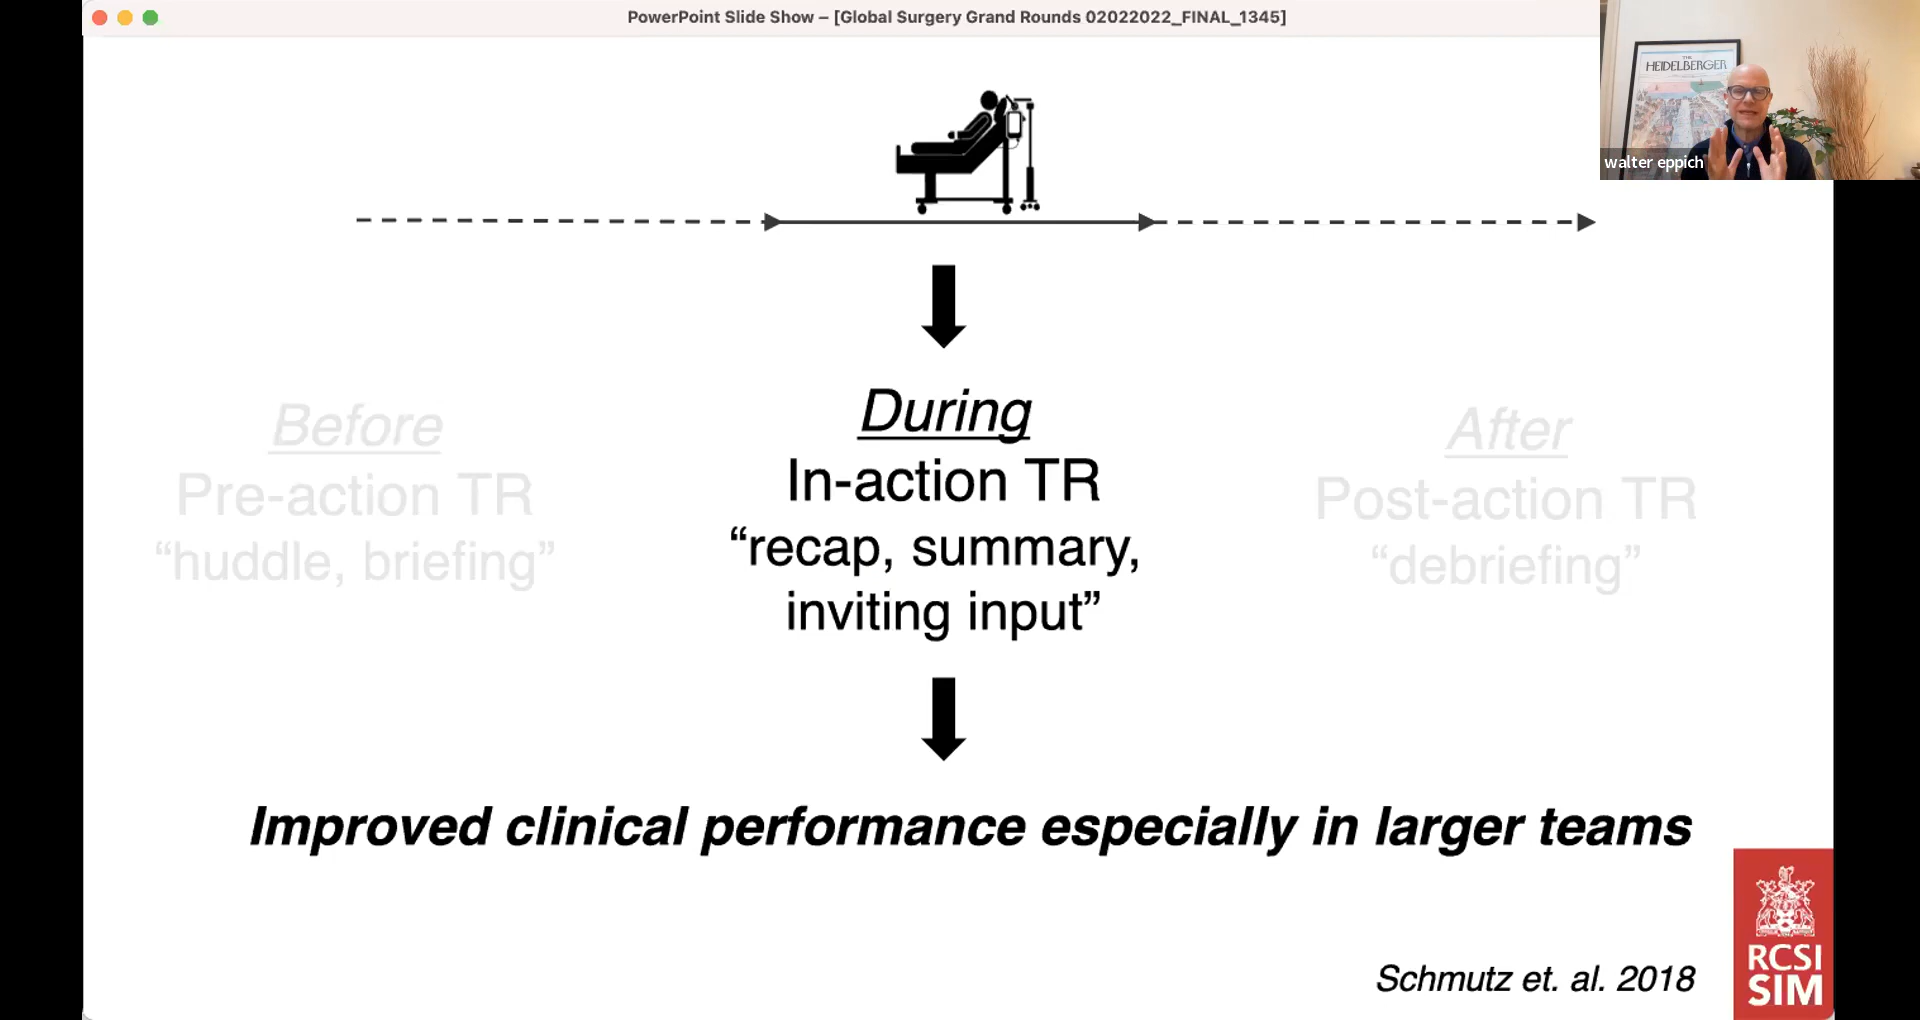 PowerPoint Slide Show – [Global Surgery Grand Rounds 02022022_FINAL_1345]
THE
HEIDELBERGER
walter eppich
Before
Pre-action TR
“huddle, briefing”
During
In-action TR
“recap, summary,
inviting input”
After
Post-action TR
“debriefing”
Improved clinical performance especially in larger teams
Schmutz et. al. 2018
RCSI
SIM